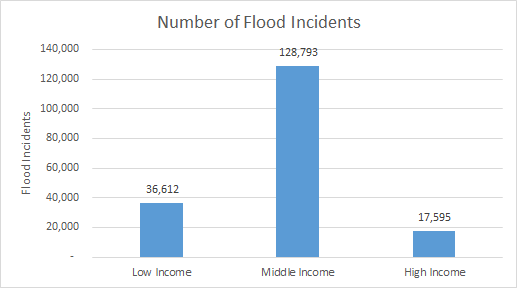 Number of Flood Incidents
140,000
120,000
100,000
80,000
60,000
40,000
20,000
-
Flood Incidents
36,612
128,793
17,595
Low Income
Middle Income
High Income